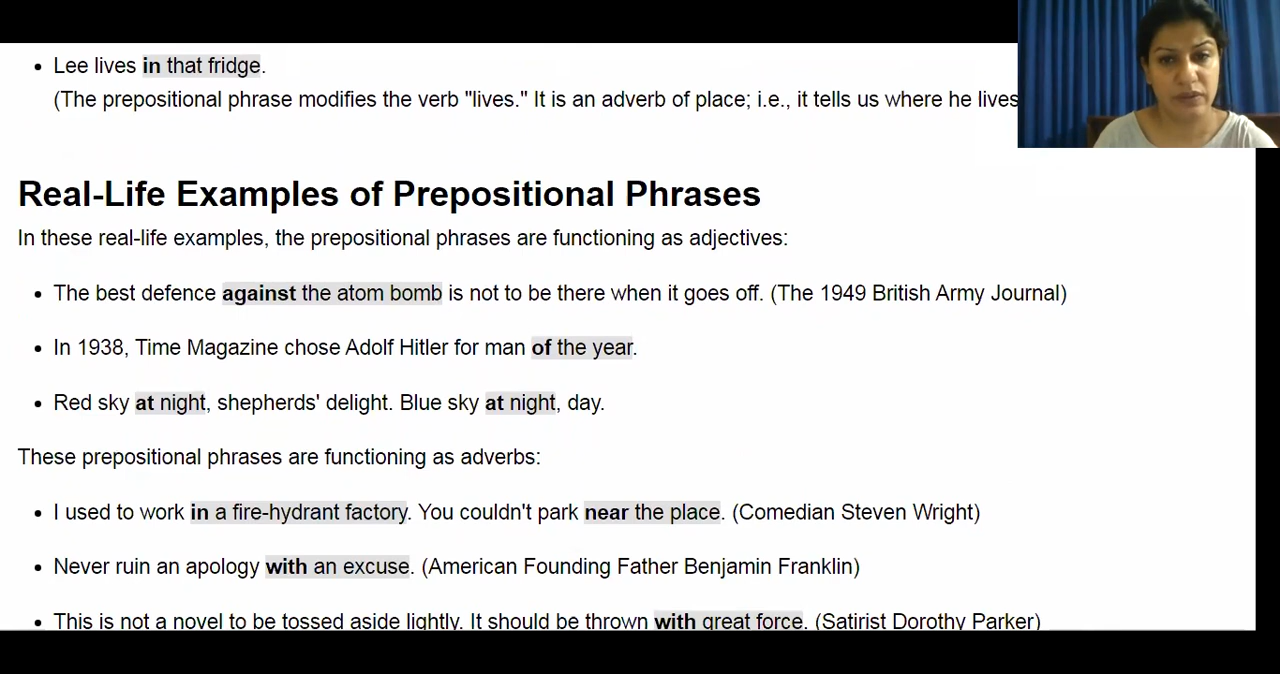 Lee lives in that fridge.
(The prepositional phrase modifies the verb "lives." It is an adverb of place; i.e., it tells us where he lives
Real-Life Examples of Prepositional Phrases
In these real-life examples, the prepositional phrases are functioning as adjectives:
The best defence against the atom bomb is not to be there when it goes off. (The 1949 British Army Journal)
In 1938, Time Magazine chose Adolf Hitler for man of the year.
Red sky at night, shepherds' delight. Blue sky at night, day.
These prepositional phrases are functioning as adverbs:
I used to work in a fire-hydrant factory. You couldn't park near the place. (Comedian Steven Wright)
Never ruin an apology with an excuse. (American Founding Father Benjamin Franklin)
This is not a novel to be tossed aside lightly. It should be thrown with great force. (Satirist Dorothy Parker)